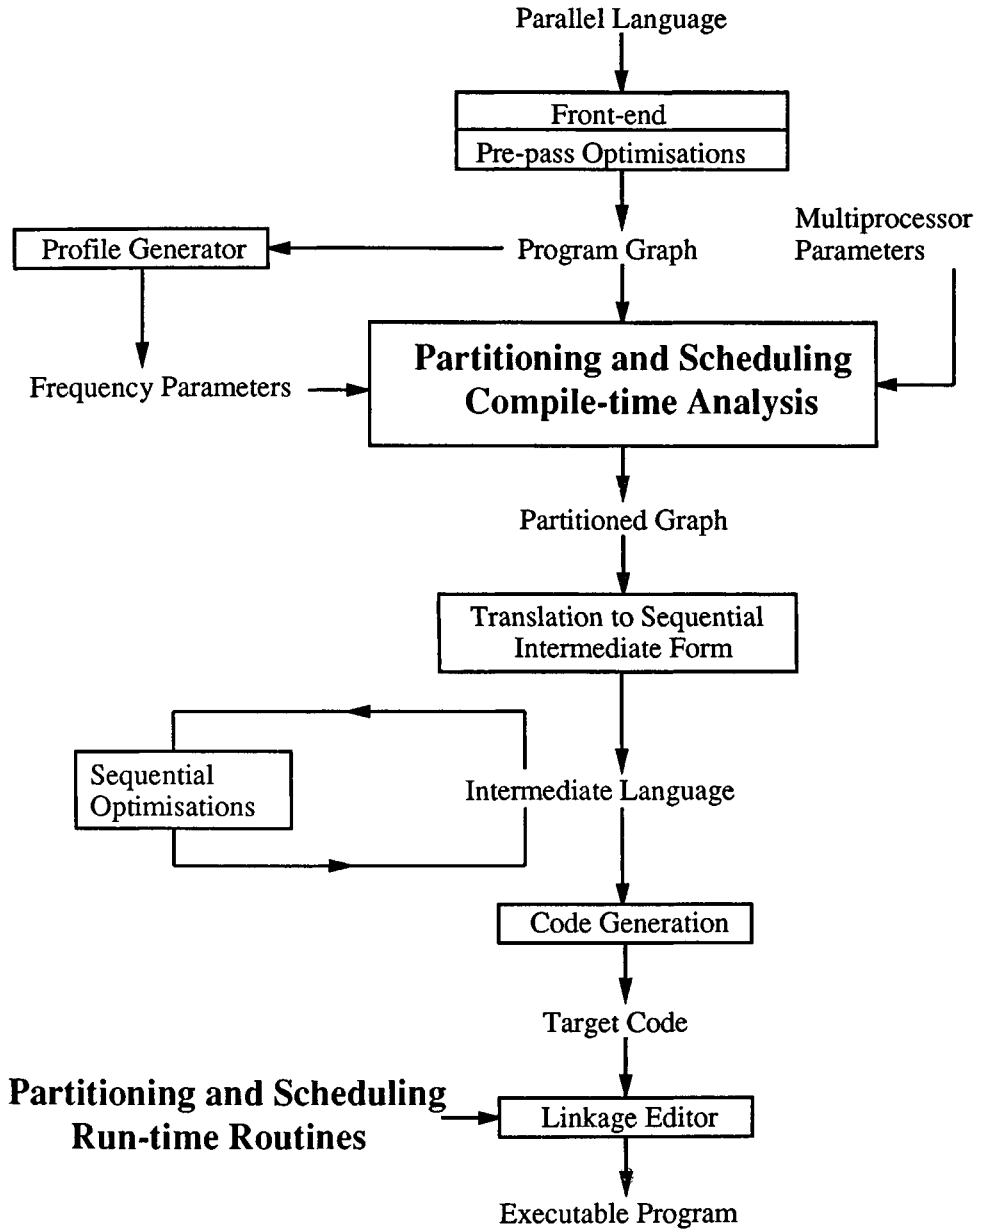 Parallel Language
Front-end
Pre-pass Optimisations
Multiprocessor
Parameters
Profile Generator
Program Graph
Partitioning and Scheduling
Compile-time Analysis
Frequency Parameters
Partitioned Graph
Translation to Sequential
Intermediate Form
Sequential
Optimisations
Intermediate Language
Code Generation
Target Code
Partitioning and Scheduling
Run-time Routines
Linkage Editor
Executable Program